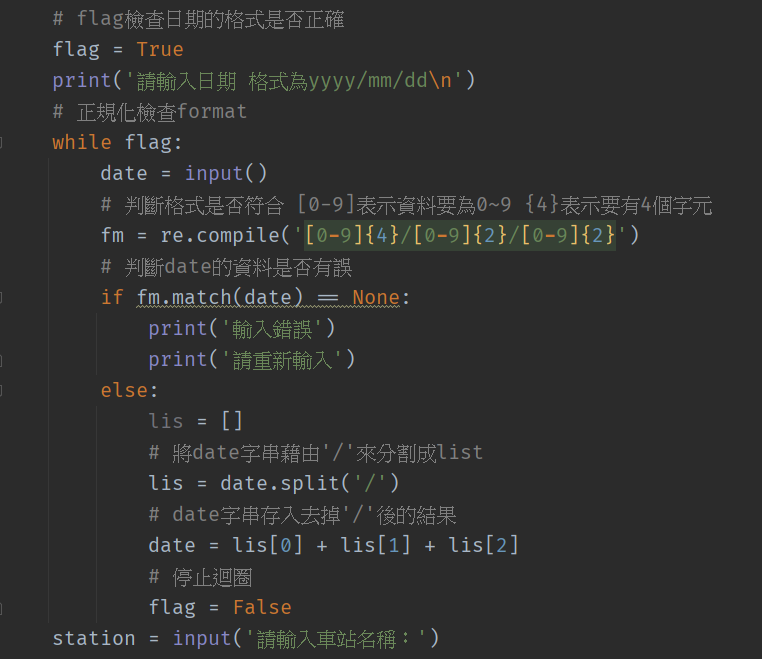 # flag檢查日期的格式是否正確
flag = True
print('請輸入日期 格式為yyyy/mm/dd\n')
# 正規化檢查format
while flag:
    date = input()
    # 判斷格式是否符合 [0-9]表示資料要為0~9 {4}表示要有4個字元
    fm = re.compile('[0-9]{4}/[0-9]{2}/[0-9]{2}')
    # 判斷date的資料是否有誤
    if fm.match(date) == None:
        print('輸入錯誤')
        print('請重新輸入')
    else:
        lis = []
        # 將date字串藉由'/'來分割成list
        lis = date.split('/')
        # date字串存入去掉'/'後的結果
        date = lis[0] + lis[1] + lis[2]
        # 停止迴圈
        flag = False
station = input('請輸入車站名稱：')